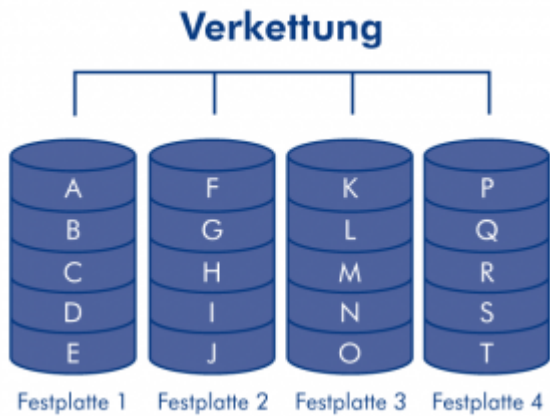 Verkettung
A F K P
B G L Q
C H M R
D I N S
E J O T
Festplatte 1 Festplatte 2 Festplatte 3 Festplatte 4